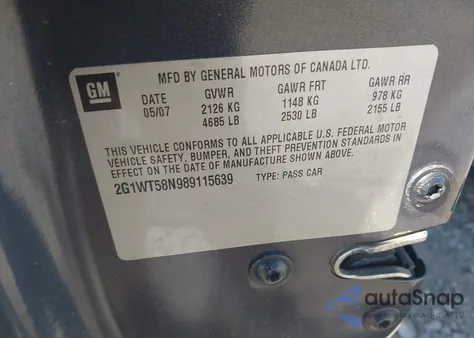 GM
MFD BY GENERAL MOTORS OF CANADA LTD.
DATE GVWR GAWR FRT GAWR RR
05/07 2126 KG 1148 KG 978 KG
4685 LB 2530 LB 2155 LB
THIS VEHICLE CONFORMS TO ALL APPLICABLE U.S. FEDERAL MOTOR
VEHICLE SAFETY, BUMPER, AND THEFT PREVENTION STANDARDS IN
EFFECT ON THE DATE OF MANUFACTURE SHOWN ABOVE.
2G1WT58N989115639 TYPE: PASS CAR
autoSnap